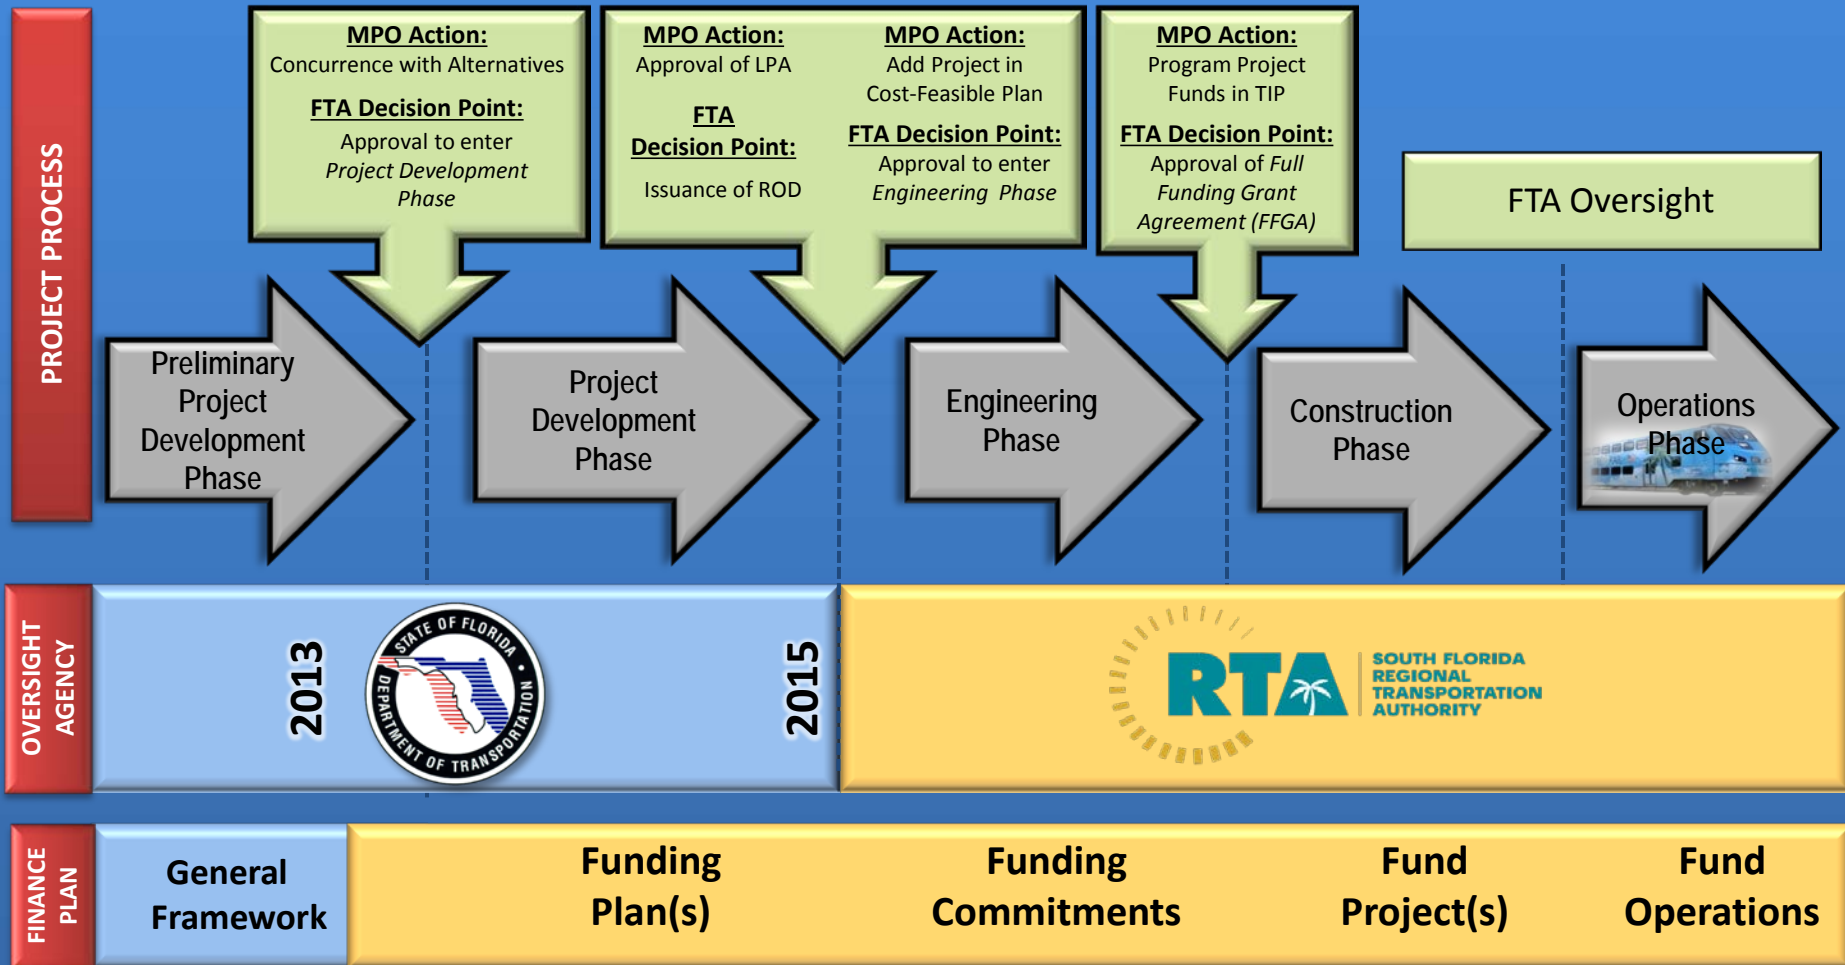 PROJECT PROCESS
MPO Action:
Concurrence with Alternatives
FTA Decision Point:
Approval to enter
Project Development
Phase
MPO Action:
Approval of LPA
FTA
Decision Point:
Issuance of ROD
MPO Action:
Add Project in
Cost-Feasible Plan
FTA Decision Point:
Approval to enter
Engineering Phase
MPO Action:
Program Project
Funds in TIP
FTA Decision Point:
Approval of Full
Funding Grant
Agreement (FFGA)
FTA Oversight
Preliminary
Project
Development
Phase
Project
Development
Phase
Engineering
Phase
Construction
Phase
Operations
Phase
OVERSIGHT
AGENCY
2013
STATE OF FLORIDA
DEPARTMENT OF TRANSPORTATION
2015
RTA
SOUTH FLORIDA
REGIONAL
TRANSPORTATION
AUTHORITY
FINANCE
PLAN
General
Framework
Funding
Plan(s)
Funding
Commitments
Fund
Project(s)
Fund
Operations